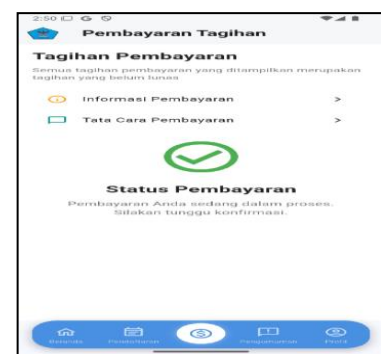 2:50
Pembayaran Tagihan
Tagihan Pembayaran
Semua tagihan pembayaran yang ditampilkan merupakan
tagihan yang belum lunas
Informasi Pembayaran >
Tata Cara Pembayaran >
Status Pembayaran
Pembayaran Anda sedang dalam proses.
Silakan tunggu konfirmasi.
Beranda Pengumuman Profil